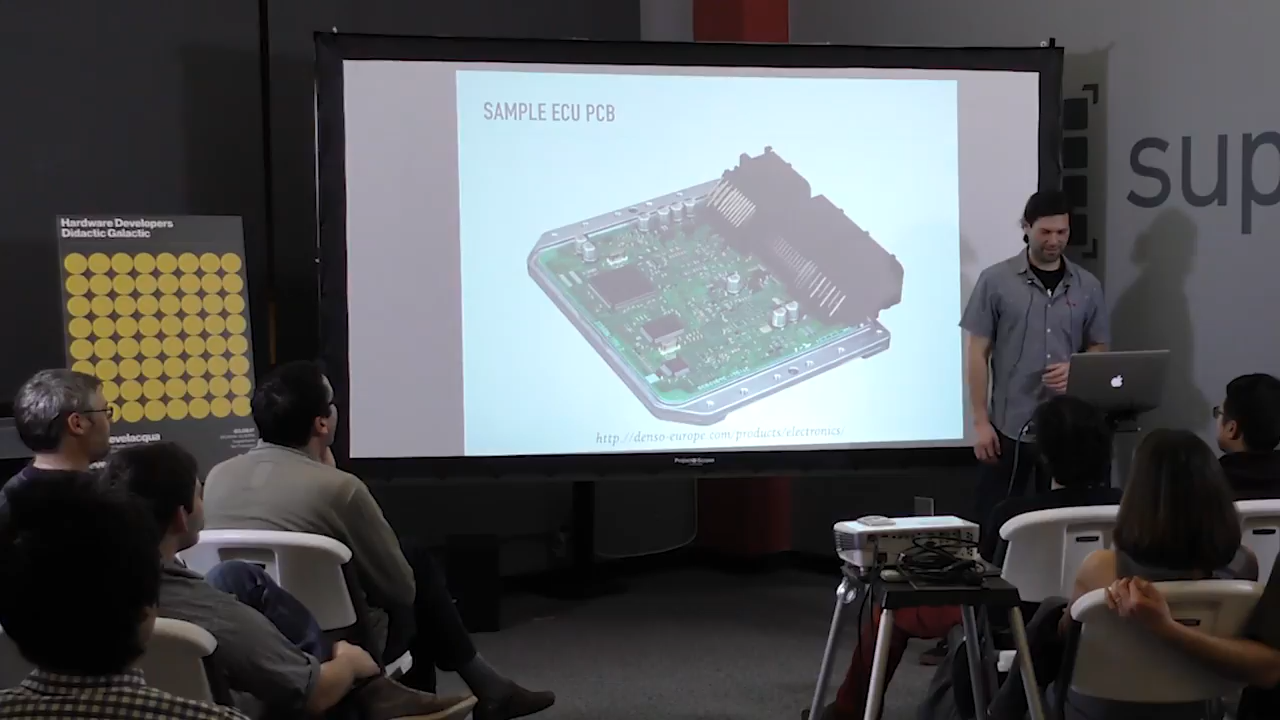 SAMPLE ECU PCB
http://denso-europe.com/products/electronics/
Hardware Developers
Didactic Galactic
sup